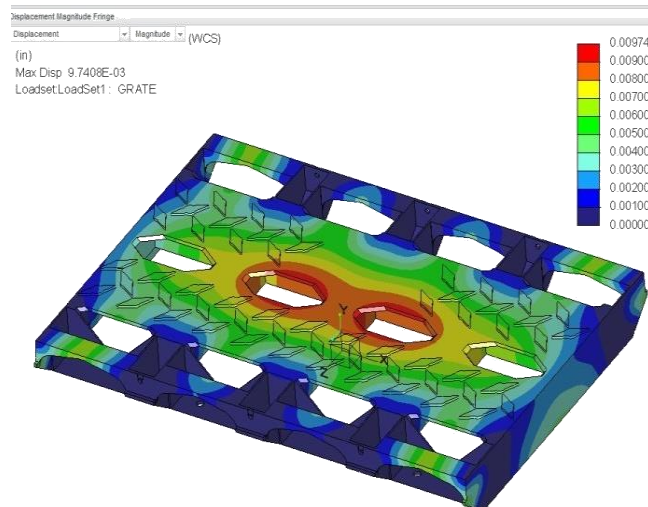 Displacement Magnitude Fringe
Displacement Magnitude (WCS)
(in)
Max Disp 9.7408E-03
Loadset:LoadSet1 : GRATE
0.00974
0.00900
0.00800
0.00700
0.00600
0.00500
0.00400
0.00300
0.00200
0.00100
0.00000
Y
X
Z